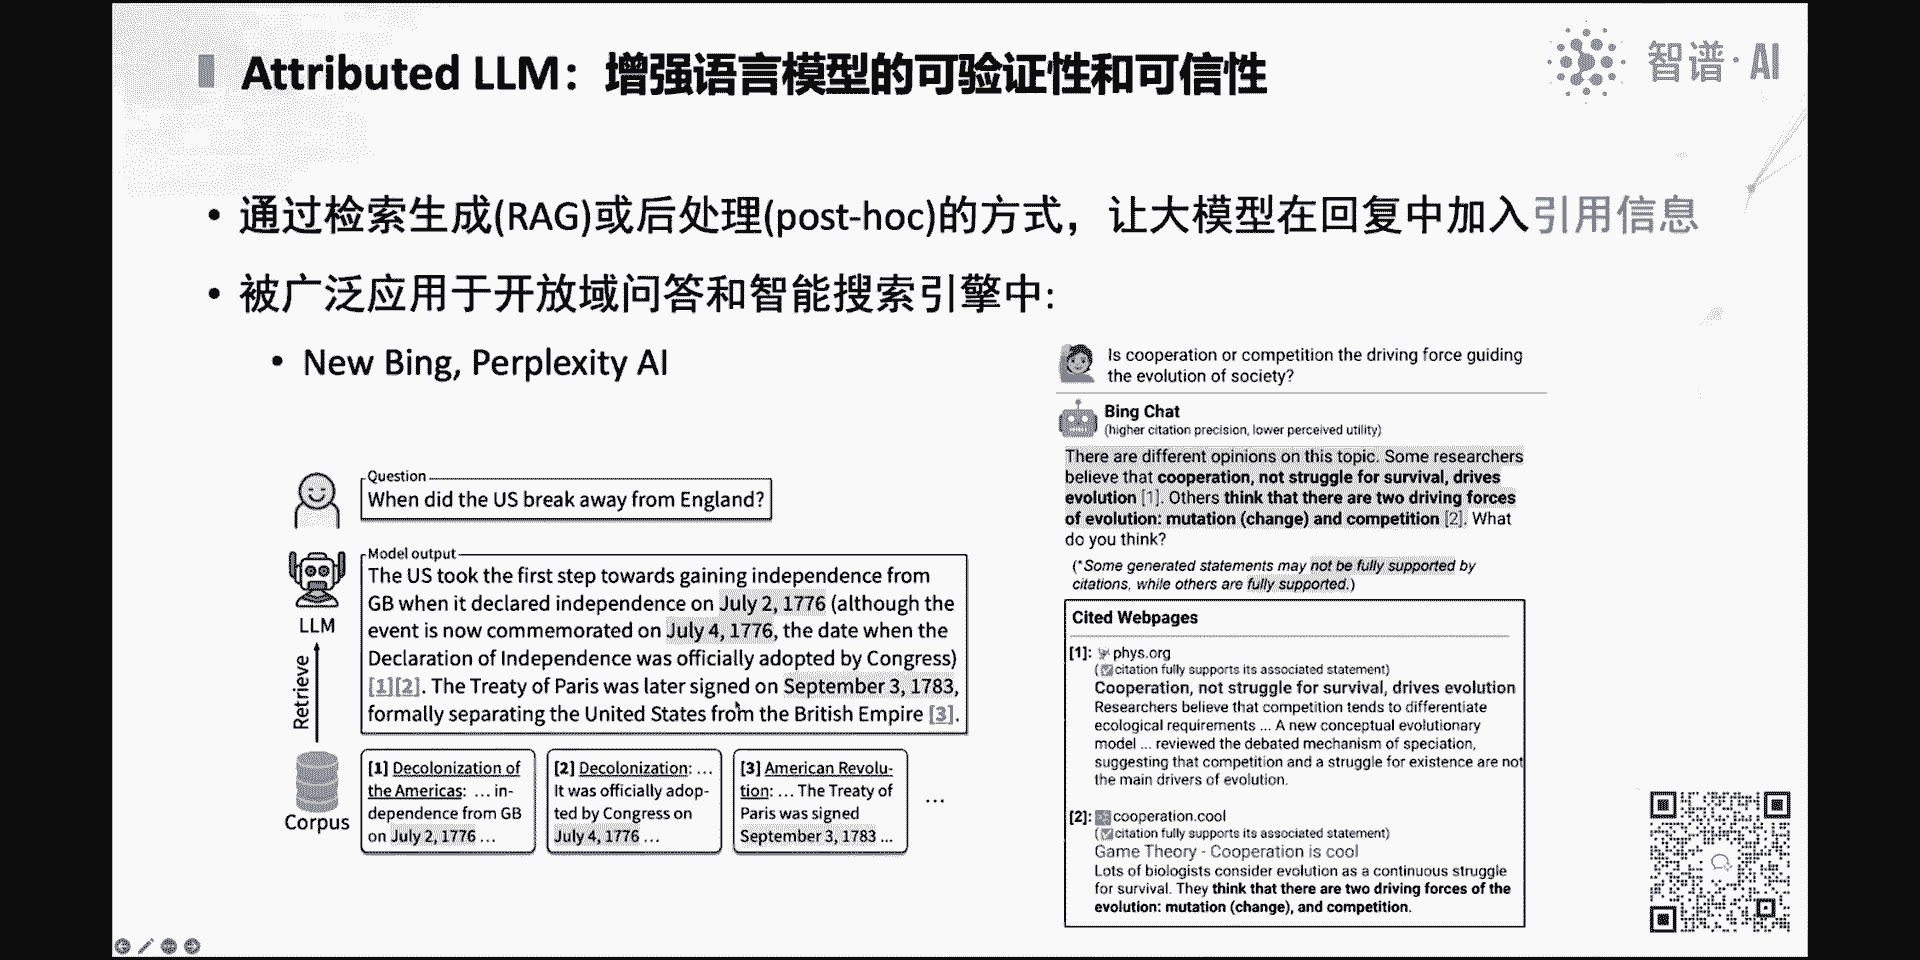 Attributed LLM：增强语言模型的可验证性和可信性
智谱·AI
• 通过检索生成(RAG)或后处理(post-hoc)的方式，让大模型在回复中加入引用信息
• 被广泛应用于开放域问答和智能搜索引擎中:
• New Bing, Perplexity AI
Question
When did the US break away from England?
Model output
The US took the first step towards gaining independence from
GB when it declared independence on July 2, 1776 (although the
event is now commemorated on July 4, 1776, the date when the
Declaration of Independence was officially adopted by Congress)
[1][2]. The Treaty of Paris was later signed on September 3, 1783,
formally separating the United States from the British Empire [3].
LLM
Retrieve
Corpus
[1] Decolonization of
the Americas: ... in-
dependence from GB
on July 2, 1776 ...
[2] Decolonization: ...
It was officially adop-
ted by Congress on
July 4, 1776 ...
[3] American Revolu-
tion: ... The Treaty of
Paris was signed
September 3, 1783 ...
...
Is cooperation or competition the driving force guiding
the evolution of society?
Bing Chat
(higher citation precision, lower perceived utility)
There are different opinions on this topic. Some researchers
believe that cooperation, not struggle for survival, drives
evolution [1]. Others think that there are two driving forces
of evolution: mutation (change) and competition [2]. What
do you think?
(*Some generated statements may not be fully supported by
citations, while others are fully supported.)
Cited Webpages
[1]: phys.org
(citation fully supports its associated statement)
Cooperation, not struggle for survival, drives evolution
Researchers believe that competition tends to differentiate
ecological requirements ... A new conceptual evolutionary
model ... reviewed the debated mechanism of speciation,
suggesting that competition and a struggle for existence are not
the main drivers of evolution.
[2]: cooperation.cool
(citation fully supports its associated statement)
Game Theory - Cooperation is cool
Lots of biologists consider evolution as a continuous struggle
for survival. They think that there are two driving forces of the
evolution: mutation (change), and competition.